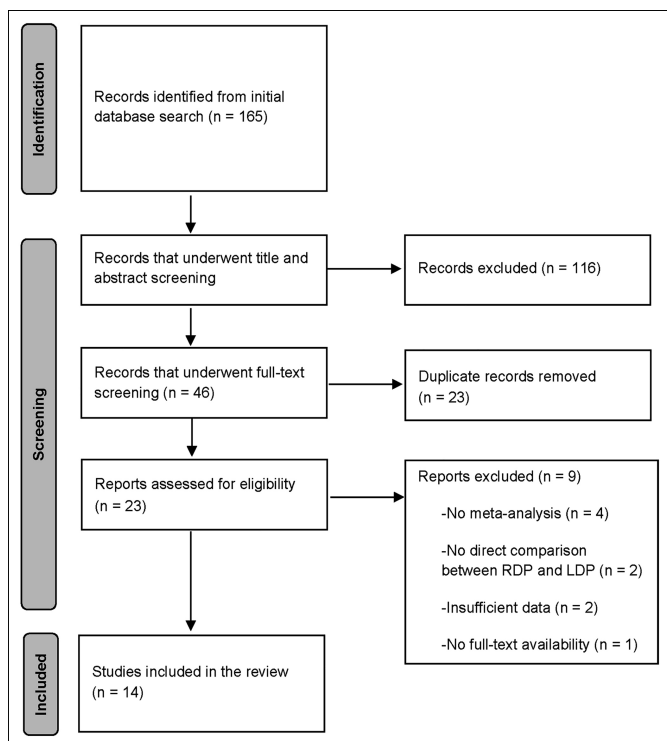 Identification
Records identified from initial
database search (n = 165)
Screening
Records that underwent title and
abstract screening
Records excluded (n = 116)
Records that underwent full-text
screening (n = 46)
Duplicate records removed
(n = 23)
Reports assessed for eligibility
(n = 23)
Reports excluded (n = 9)
-No meta-analysis (n = 4)
-No direct comparison
between RDP and LDP (n = 2)
-Insufficient data (n = 2)
-No full-text availability (n = 1)
Included
Studies included in the review
(n = 14)